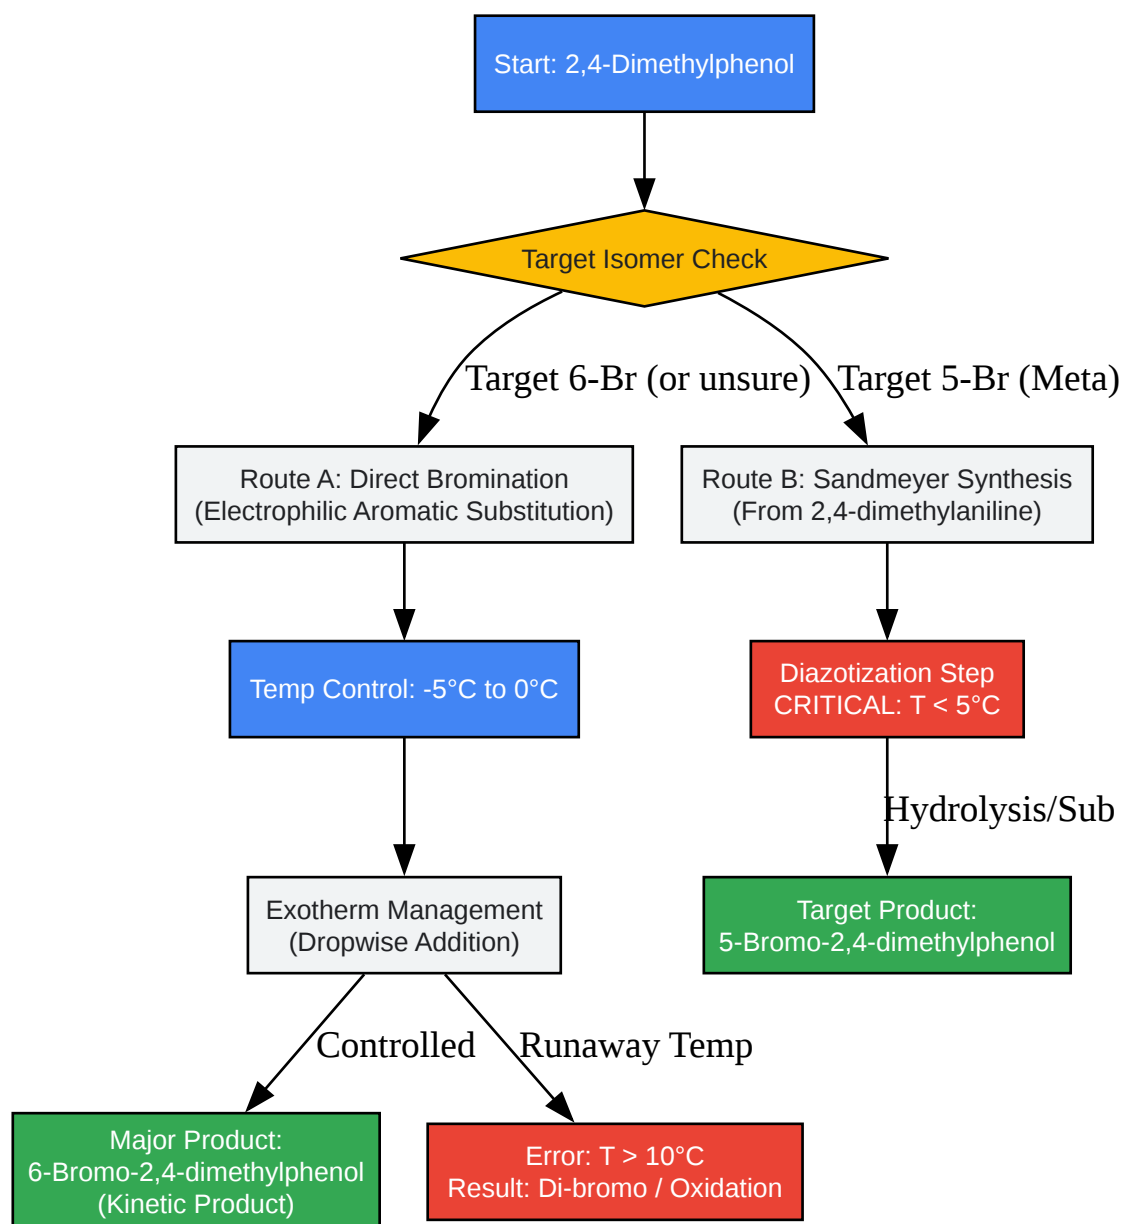 Start: 2,4-Dimethylphenol
Target Isomer Check
Target 6-Br (or unsure)
Target 5-Br (Meta)
Route A: Direct Bromination
(Electrophilic Aromatic Substitution)
Route B: Sandmeyer Synthesis
(From 2,4-dimethylaniline)
Temp Control: -5°C to 0°C
Diazotization Step
CRITICAL: T < 5°C
Hydrolysis/Sub
Exotherm Management
(Dropwise Addition)
Target Product:
5-Bromo-2,4-dimethylphenol
Controlled
Runaway Temp
Major Product:
6-Bromo-2,4-dimethylphenol
(Kinetic Product)
Error: T > 10°C
Result: Di-bromo / Oxidation